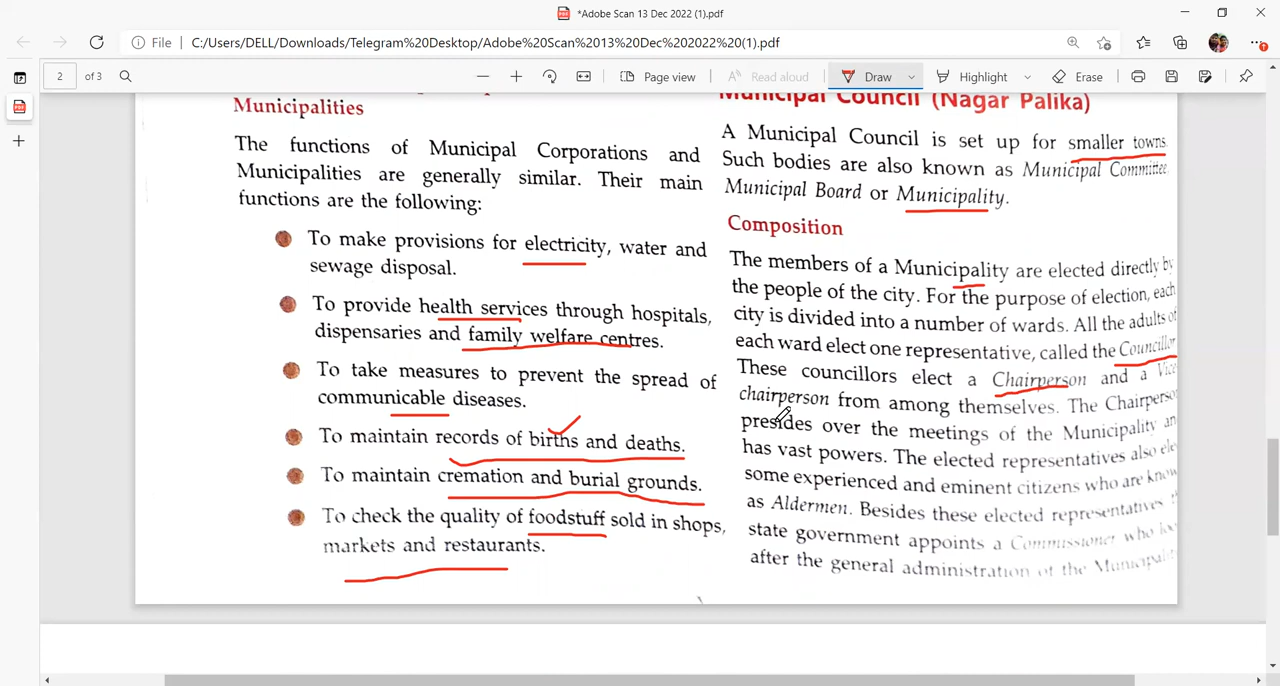 *Adobe Scan 13 Dec 2022 (1).pdf
File C:/Users/DELL/Downloads/Telegram%20Desktop/Adobe%20Scan%2013%20Dec%202022%20(1).pdf
2 of 3 Page view Read aloud Draw Highlight Erase
Municipalities
The functions of Municipal Corporations and
Municipalities are generally similar. Their main
functions are the following:
To make provisions for electricity, water and
sewage disposal.
To provide health services through hospitals,
dispensaries and family welfare centres.
To take measures to prevent the spread of
communicable diseases.
To maintain records of births and deaths.
To maintain cremation and burial grounds.
To check the quality of foodstuff sold in shops,
markets and restaurants.
Municipal Council (Nagar Palika)
A Municipal Council is set up for smaller towns
Such bodies are also known as Municipal Committee
Municipal Board or Municipality.
Composition
The members of a Municipality are elected directly by
the people of the city. For the purpose of election, each
city is divided into a number of wards. All the adults of
each ward elect one representative, called the Councillor
These councillors elect a Chairperson and a Vice
chairperson from among themselves. The Chairperso
presides over the meetings of the Municipality an
has vast powers. The elected representatives also ele
some experienced and eminent citizens who are know
as Aldermen. Besides these elected representatives
state government appoints a Commissioner who
after the general administration of the Municipal